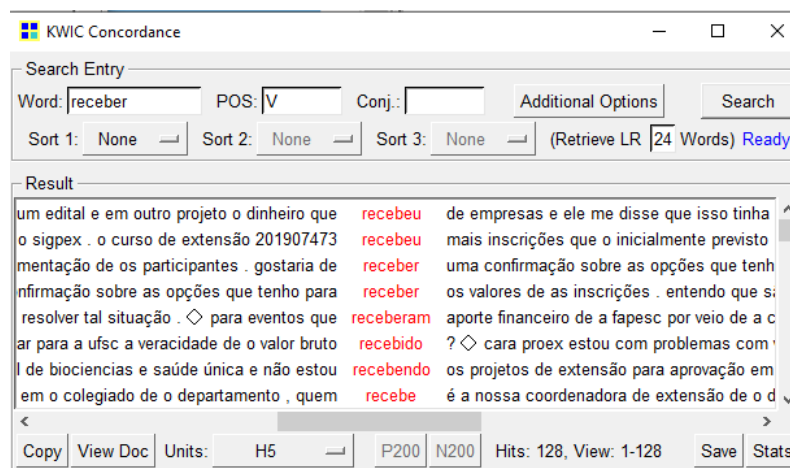 KWIC Concordance
Search Entry
Word: receber POS: V Conj.: Additional Options Search
Sort 1: None Sort 2: None Sort 3: None (Retrieve LR 24 Words) Ready
Result
um edital e em outro projeto o dinheiro que recebeu de empresas e ele me disse que isso tinha
o sigpex . o curso de extensão 201907473 recebeu mais inscrições que o inicialmente previsto
mentação de os participantes . gostaria de receber uma confirmação sobre as opções que tenh
nfirmação sobre as opções que tenho para receber os valores de as inscrições . entendo que
resolver tal situação . ◇ para eventos que receberam aporte financeiro de a fapesc por veio de a c
ar para a ufsc a veracidade de o valor bruto recebido ? ◇ cara proex estou com problemas com
l de biociencias e saúde única e não estou recebendo os projetos de extensão para aprovação em
em o colegiado de o departamento , quem recebe é a nossa coordenadora de extensão de o d
Copy View Doc Units: H5 P200 N200 Hits: 128, View: 1-128 Save Stats